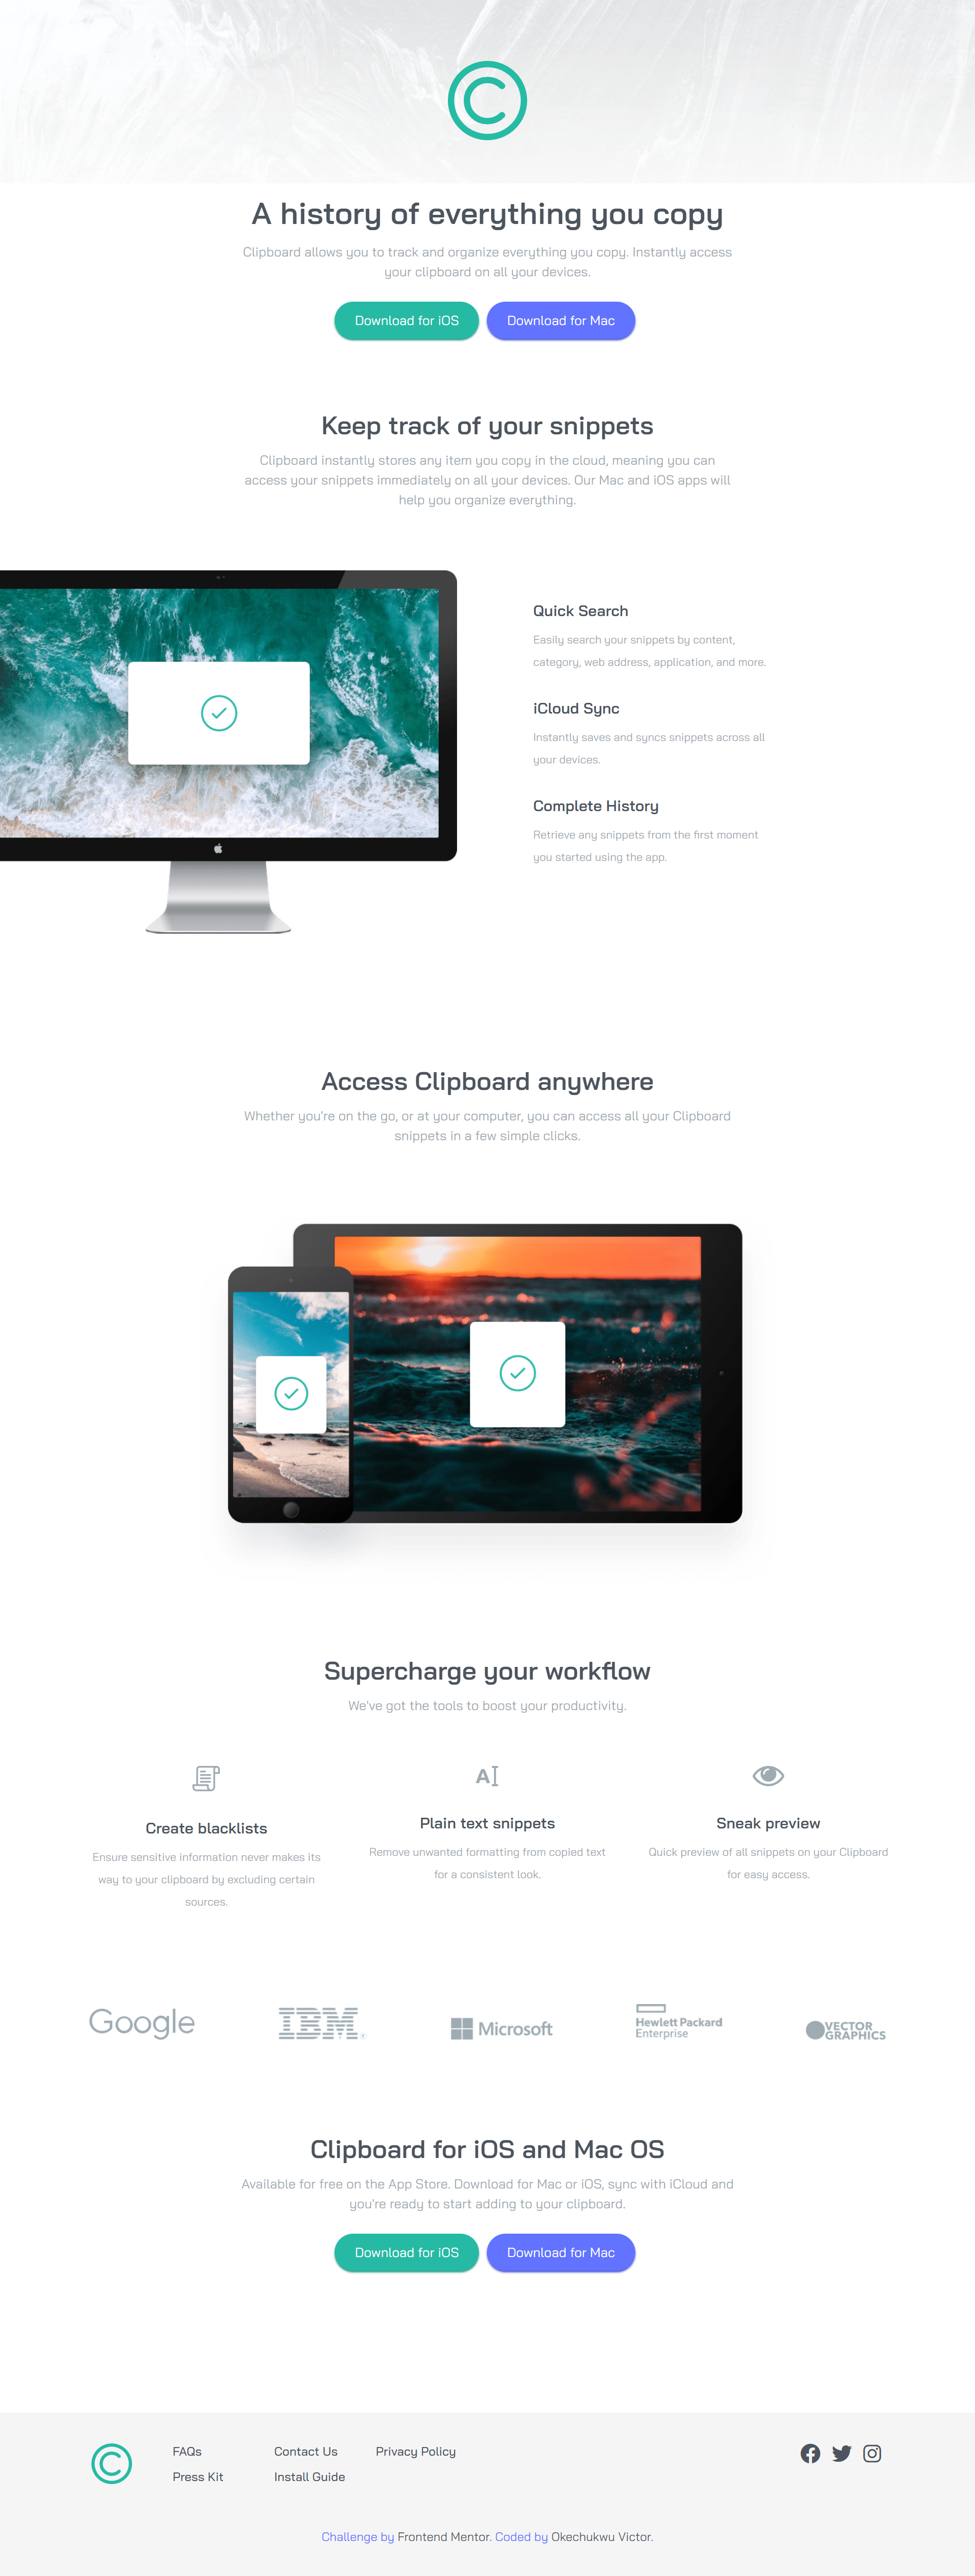 A history of everything you copy
Clipboard allows you to track and organize everything you copy. Instantly access
your clipboard on all your devices.
Download for iOS
Download for Mac
Keep track of your snippets
Clipboard instantly stores any item you copy in the cloud, meaning you can
access your snippets immediately on all your devices. Our Mac and iOS apps will
help you organize everything.
Quick Search
Easily search your snippets by content,
category, web address, application, and more.
iCloud Sync
Instantly saves and syncs snippets across all
your devices.
Complete History
Retrieve any snippets from the first moment
you started using the app.
Access Clipboard anywhere
Whether you're on the go, or at your computer, you can access all your Clipboard
snippets in a few simple clicks.
Supercharge your workflow
We've got the tools to boost your productivity.
Create blacklists
Ensure sensitive information never makes its
way to your clipboard by excluding certain
sources.
Plain text snippets
Remove unwanted formatting from copied text
for a consistent look.
Sneak preview
Quick preview of all snippets on your Clipboard
for easy access.
Google
IBM
Microsoft
Hewlett Packard
Enterprise
VECTOR
GRAPHICS
Clipboard for iOS and Mac OS
Available for free on the App Store. Download for Mac or iOS, sync with iCloud and
you're ready to start adding to your clipboard.
Download for iOS
Download for Mac
FAQs
Contact Us
Privacy Policy
Press Kit
Install Guide
Challenge by Frontend Mentor. Coded by Okechukwu Victor.